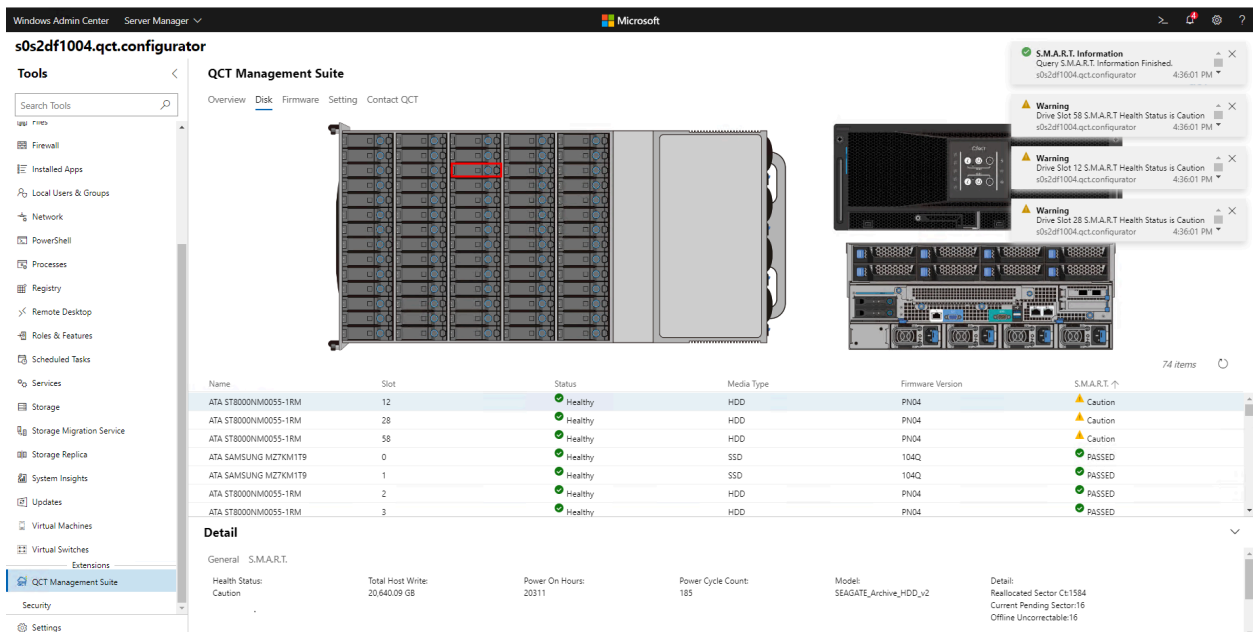 Windows Admin Center Server Manager
Microsoft
4
s0s2df1004.qct.configurator
Tools
Search Tools
Files
Firewall
Installed Apps
Local Users & Groups
Network
PowerShell
Processes
Registry
Remote Desktop
Roles & Features
Scheduled Tasks
Services
Storage
Storage Migration Service
Storage Replica
System Insights
Updates
Virtual Machines
Virtual Switches
Extensions
QCT Management Suite
Security
Settings
QCT Management Suite
Overview Disk Firmware Setting Contact QCT
S.M.A.R.T. Information
Query S.M.A.R.T. Information Finished.
s0s2df1004.qct.configurator 4:36:01 PM
Warning
Drive Slot 58 S.M.A.R.T Health Status is Caution
s0s2df1004.qct.configurator 4:36:01 PM
Warning
Drive Slot 12 S.M.A.R.T Health Status is Caution
s0s2df1004.qct.configurator 4:36:01 PM
Warning
Drive Slot 28 S.M.A.R.T Health Status is Caution
s0s2df1004.qct.configurator 4:36:01 PM
74 items
Name Slot Status Media Type Firmware Version S.M.A.R.T.
ATA ST8000NM0055-1RM 12 Healthy HDD PN04 Caution
ATA ST8000NM0055-1RM 28 Healthy HDD PN04 Caution
ATA ST8000NM0055-1RM 58 Healthy HDD PN04 Caution
ATA SAMSUNG MZ7KM1T9 0 Healthy SSD 104Q PASSED
ATA SAMSUNG MZ7KM1T9 1 Healthy SSD 104Q PASSED
ATA ST8000NM0055-1RM 2 Healthy HDD PN04 PASSED
ATA ST8000NM0055-1RM 3 Healthy HDD PN04 PASSED
Detail
General S.M.A.R.T.
Health Status: Total Host Write: Power On Hours: Power Cycle Count: Model: Detail:
Caution 20,640.09 GB 20311 185 SEAGATE_Archive_HDD_v2 Reallocated Sector Ct:1584
Current Pending Sector:16
Offline Uncorrectable:16